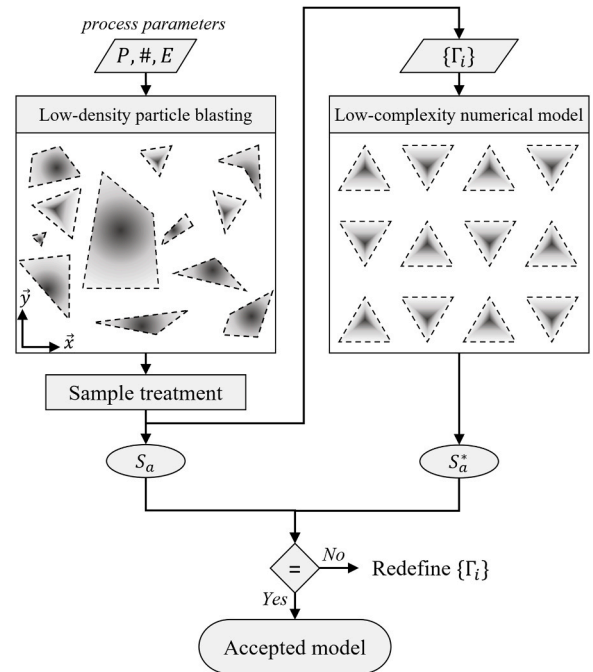 process parameters
P, #, E
Low-density particle blasting
y⃗
x⃗
Sample treatment
Sₐ
{Γᵢ}
Low-complexity numerical model
Sₐ*
=
No
Redefine {Γᵢ}
Yes
Accepted model